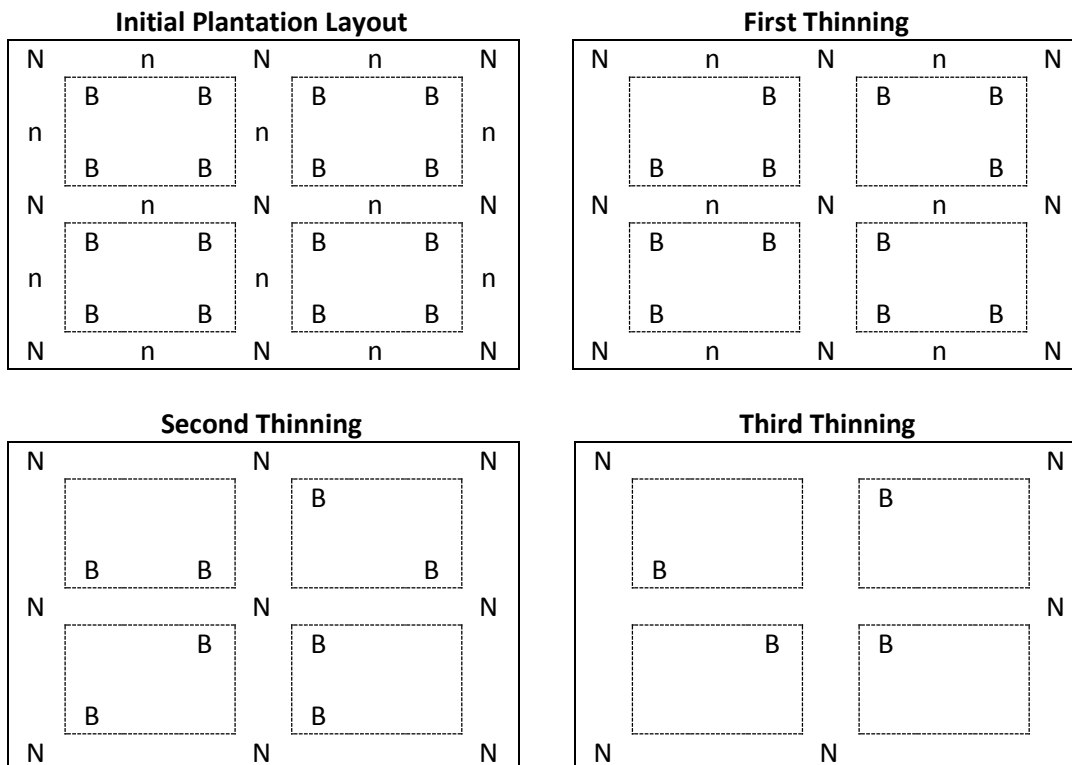 Initial Plantation Layout
N n N n N
B B B B
n n n
B B B B
N n N n N
B B B B
n n n
B B B B
N n N n N
First Thinning
N n N n N
B B B
B B B
N n N n N
B B B
B B B
N n N n N
Second Thinning
N N N
B
B B B
N N N
B B
B B
N N N
Third Thinning
N N
B
B
N
B B
N N